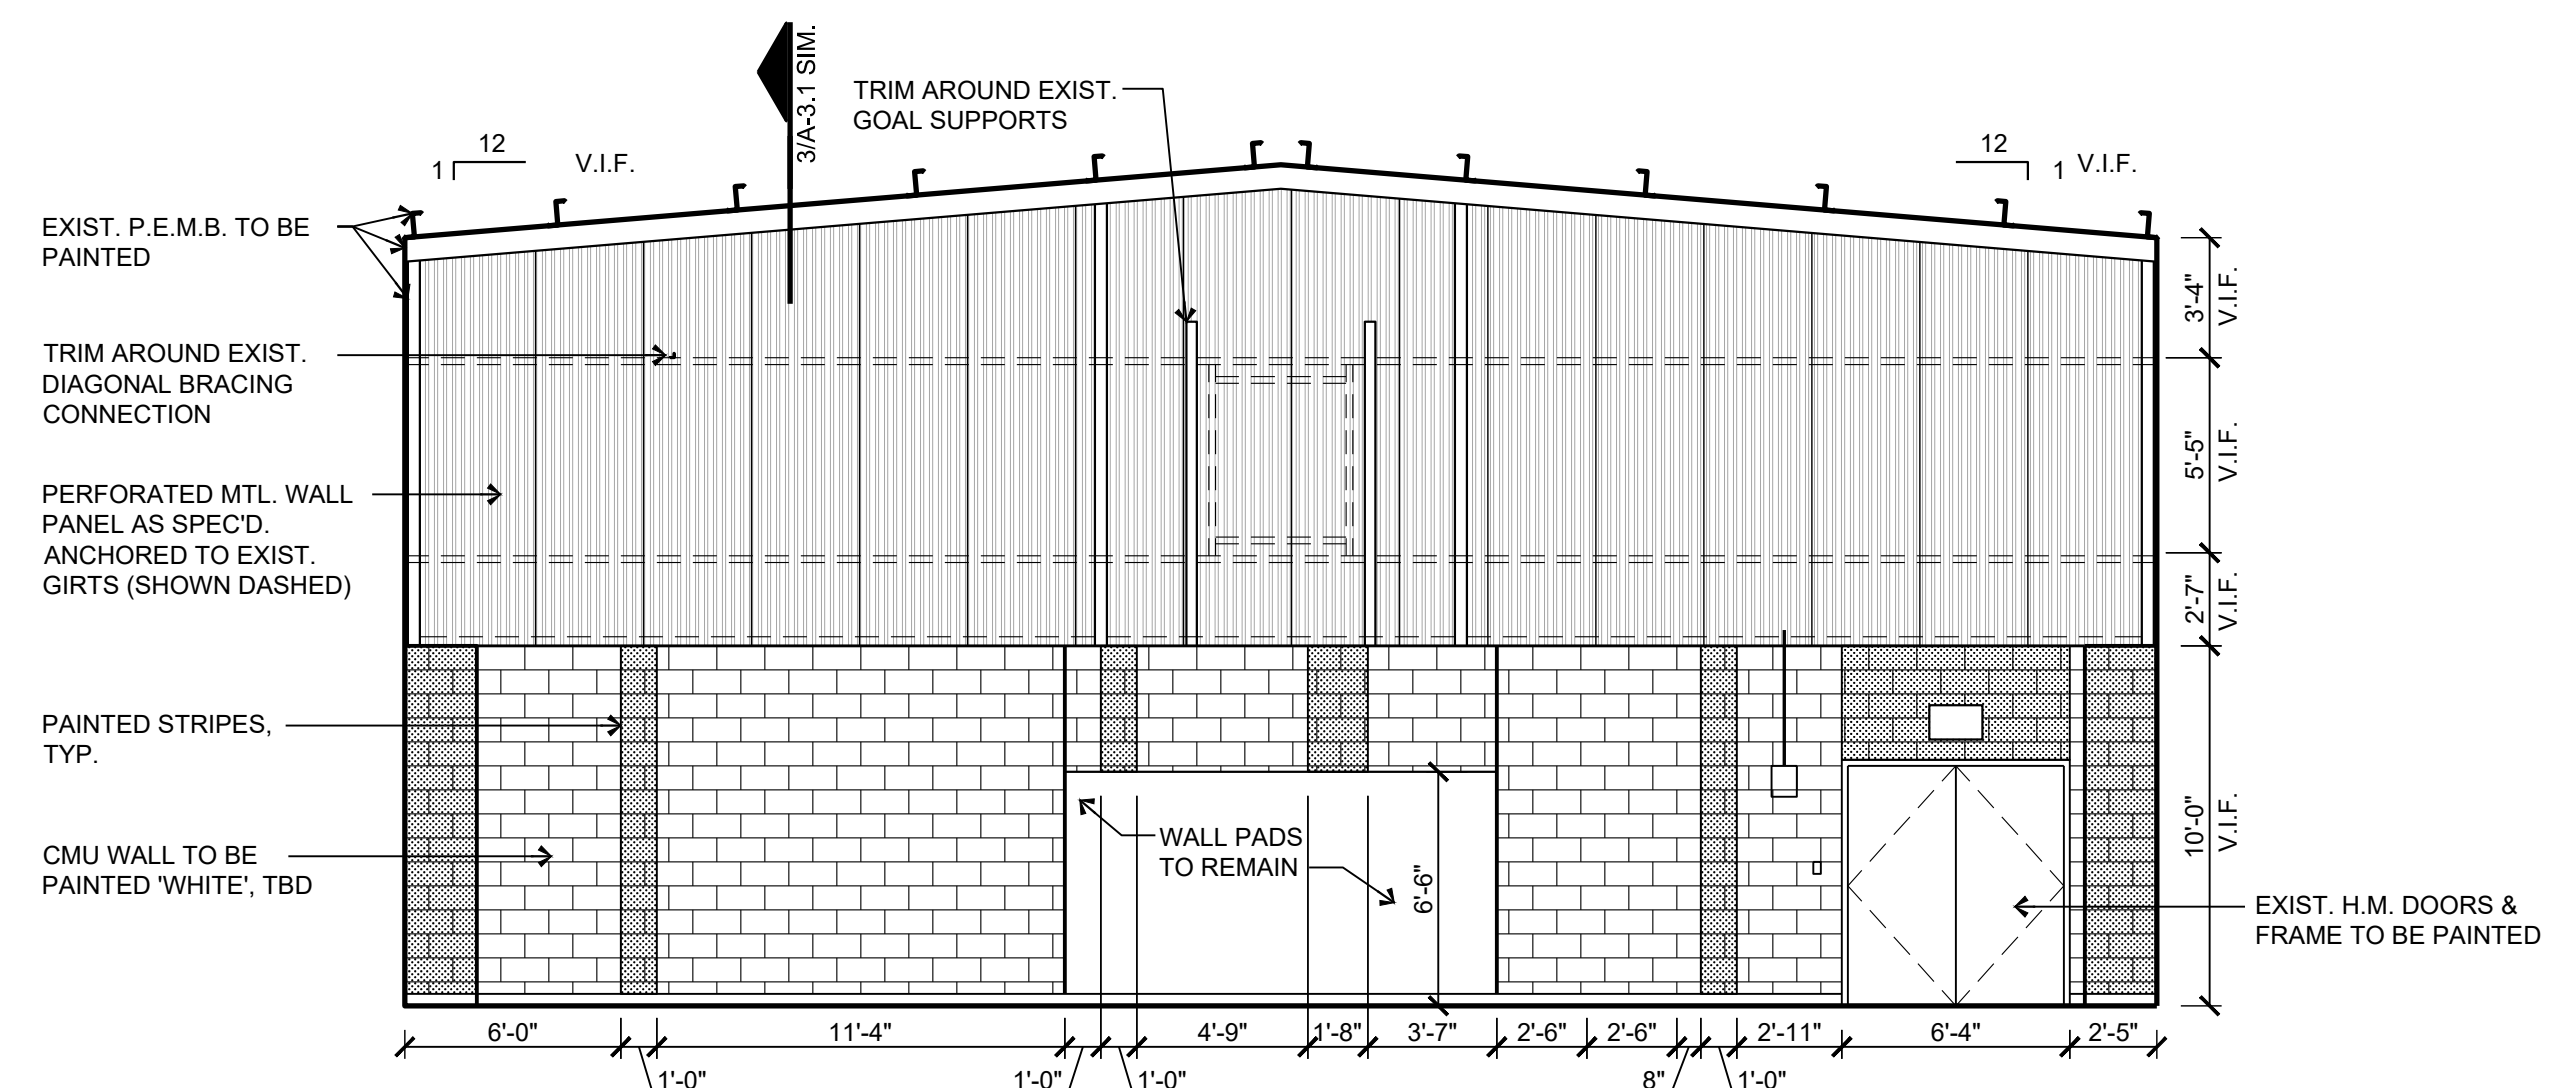 3/A-3.1 SIM.
TRIM AROUND EXIST.
GOAL SUPPORTS
12
1
V.I.F.
12
1
V.I.F.
EXIST. P.E.M.B. TO BE
PAINTED
TRIM AROUND EXIST.
DIAGONAL BRACING
CONNECTION
PERFORATED MTL. WALL
PANEL AS SPEC'D.
ANCHORED TO EXIST.
GIRTS (SHOWN DASHED)
PAINTED STRIPES,
TYP.
CMU WALL TO BE
PAINTED 'WHITE', TBD
WALL PADS
TO REMAIN
6'-6"
3'-4"
V.I.F.
5'-5"
V.I.F.
2'-7"
V.I.F.
10'-0"
V.I.F.
EXIST. H.M. DOORS &
FRAME TO BE PAINTED
6'-0"
11'-4"
4'-9"
1'-8"
3'-7"
2'-6"
2'-6"
2'-11"
6'-4"
2'-5"
1'-0"
1'-0"
1'-0"
8"
1'-0"